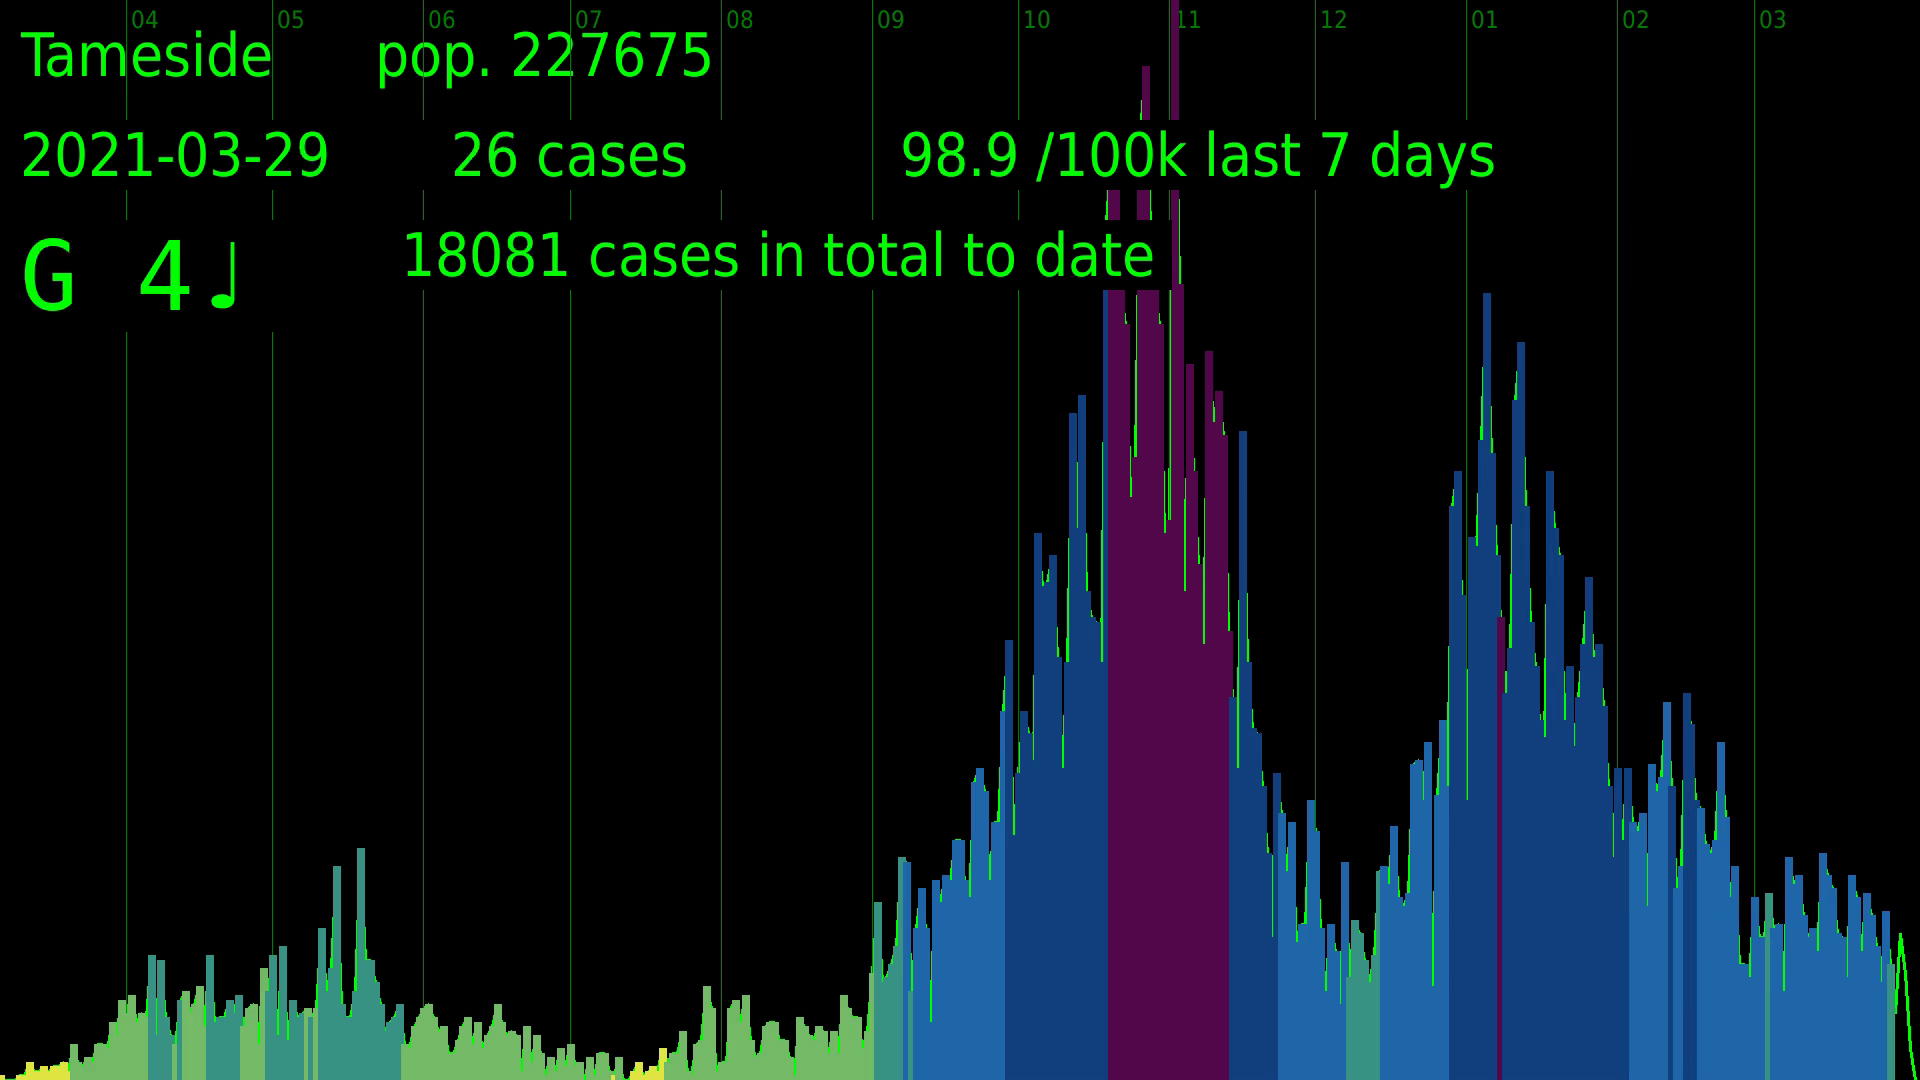 04 05 06 07 08 09 10 11 12 01 02 03
Tameside pop. 227675
2021-03-29 26 cases 98.9 /100k last 7 days
G 4♩ 18081 cases in total to date